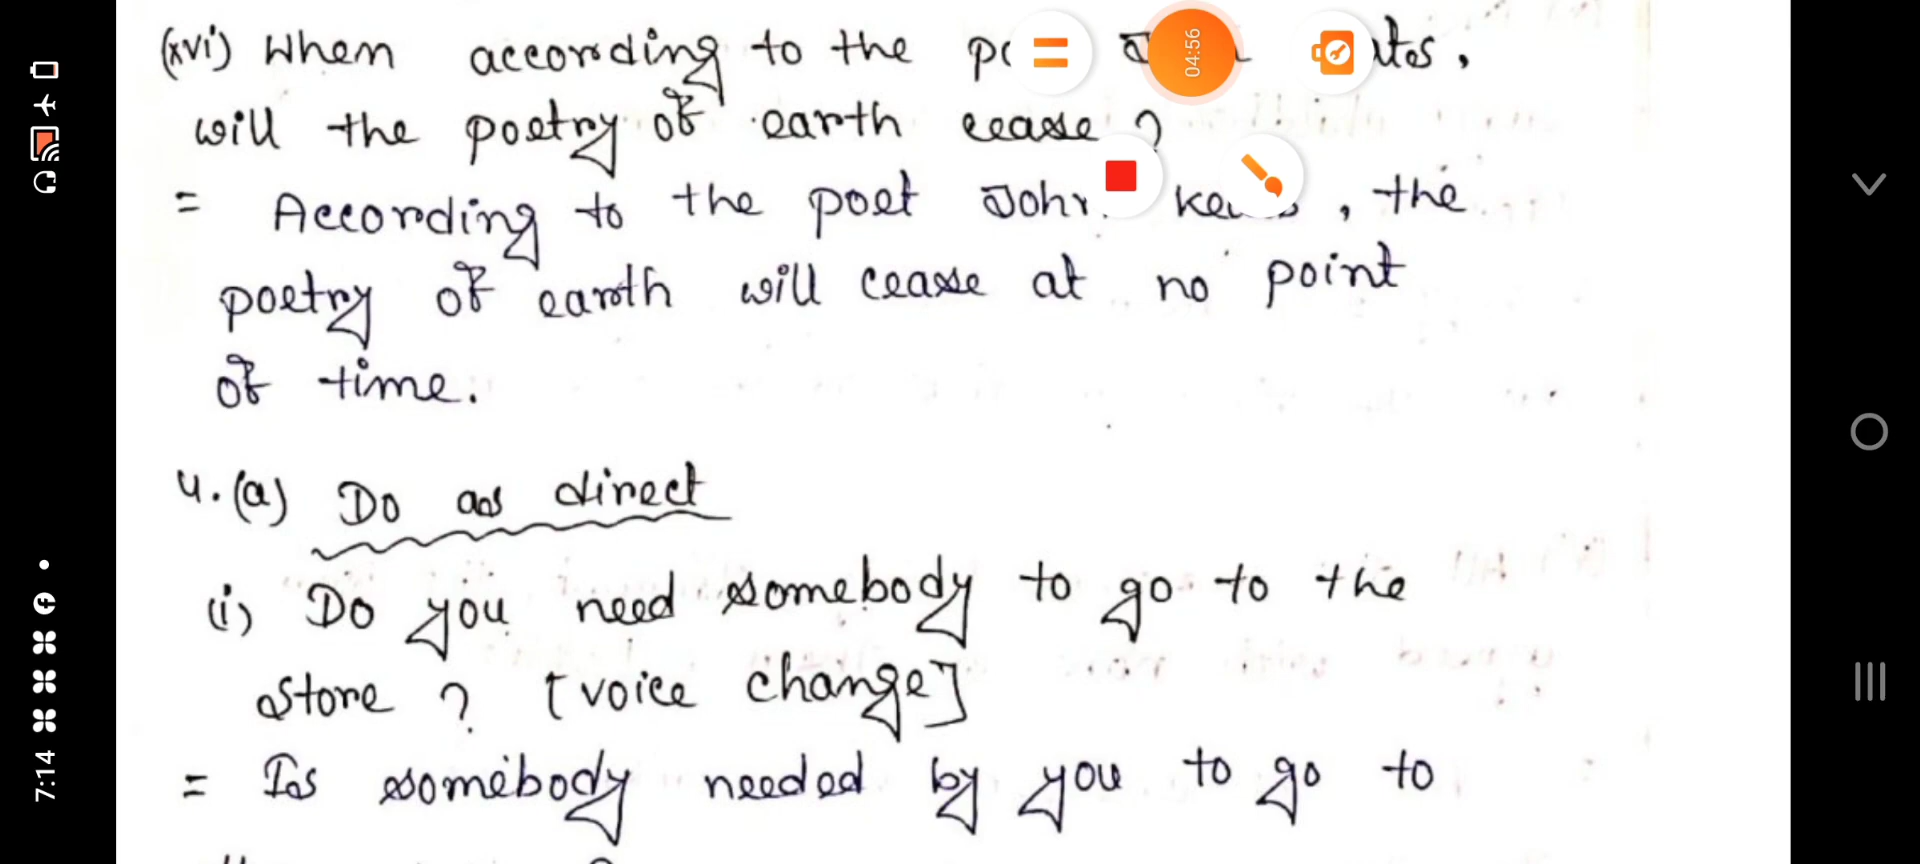 (xvi) When according to the
will the poetry of earth cease ?
= According to the poet John , the
poetry of earth will cease at no point
of time.
4.(a) Do as direct
(i) Do you need somebody to go to the
store ? [voice change]
= Is somebody needed by you to go to
04:56
7:14